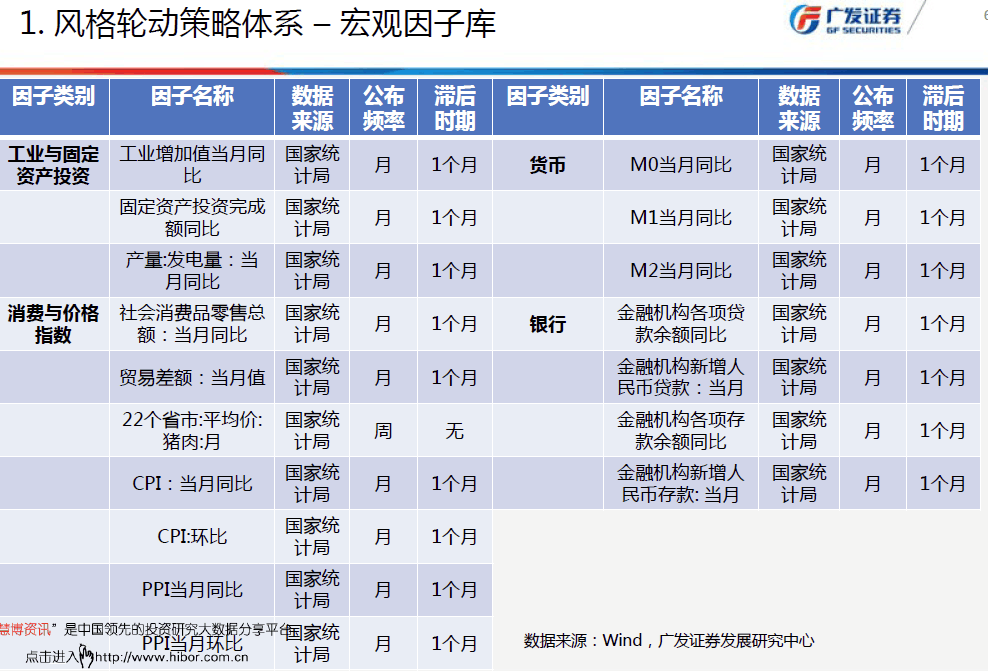 1. 风格轮动策略体系 – 宏观因子库
广发证券
GF SECURITIES
6
因子类别 因子名称 数据来源 公布频率 滞后时期 因子类别 因子名称 数据来源 公布频率 滞后时期
工业与固定资产投资 工业增加值当月同比 国家统计局 月 1个月 货币 M0当月同比 国家统计局 月 1个月
固定资产投资完成额同比 国家统计局 月 1个月 M1当月同比 国家统计局 月 1个月
产量:发电量：当月同比 国家统计局 月 1个月 M2当月同比 国家统计局 月 1个月
消费与价格指数 社会消费品零售总额：当月同比 国家统计局 月 1个月 银行 金融机构各项贷款余额同比 国家统计局 月 1个月
贸易差额：当月值 国家统计局 月 1个月 金融机构新增人民币贷款：当月 国家统计局 月 1个月
22个省市:平均价:猪肉:月 国家统计局 周 无 金融机构各项存款余额同比 国家统计局 月 1个月
CPI：当月同比 国家统计局 月 1个月 金融机构新增人民币存款: 当月 国家统计局 月 1个月
CPI:环比 国家统计局 月 1个月
PPI当月同比 国家统计局 月 1个月
PPI当月环比 国家统计局 月 1个月
慧博资讯”是中国领先的投资研究大数据分享平台
点击进入http://www.hibor.com.cn
数据来源：Wind，广发证券发展研究中心